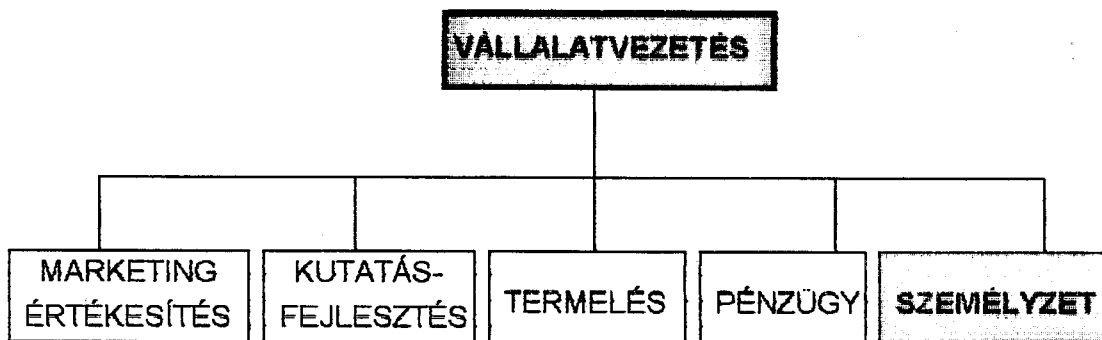 VÁLLALATVEZETÉS
MARKETING
ÉRTÉKESÍTÉS
KUTATÁS-
FEJLESZTÉS
TERMELÉS
PÉNZÜGY
SZEMÉLYZET